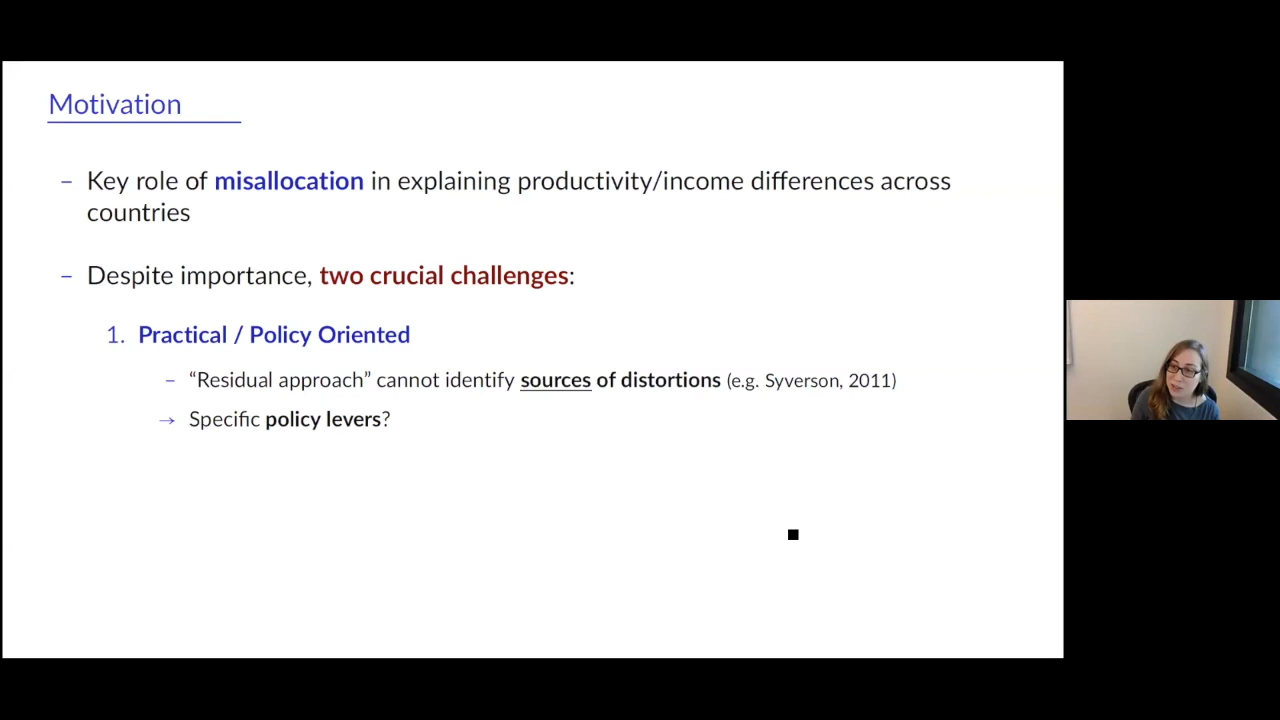 Motivation
– Key role of misallocation in explaining productivity/income differences across
countries
– Despite importance, two crucial challenges:
1. Practical / Policy Oriented
– “Residual approach” cannot identify sources of distortions (e.g. Syverson, 2011)
→ Specific policy levers?